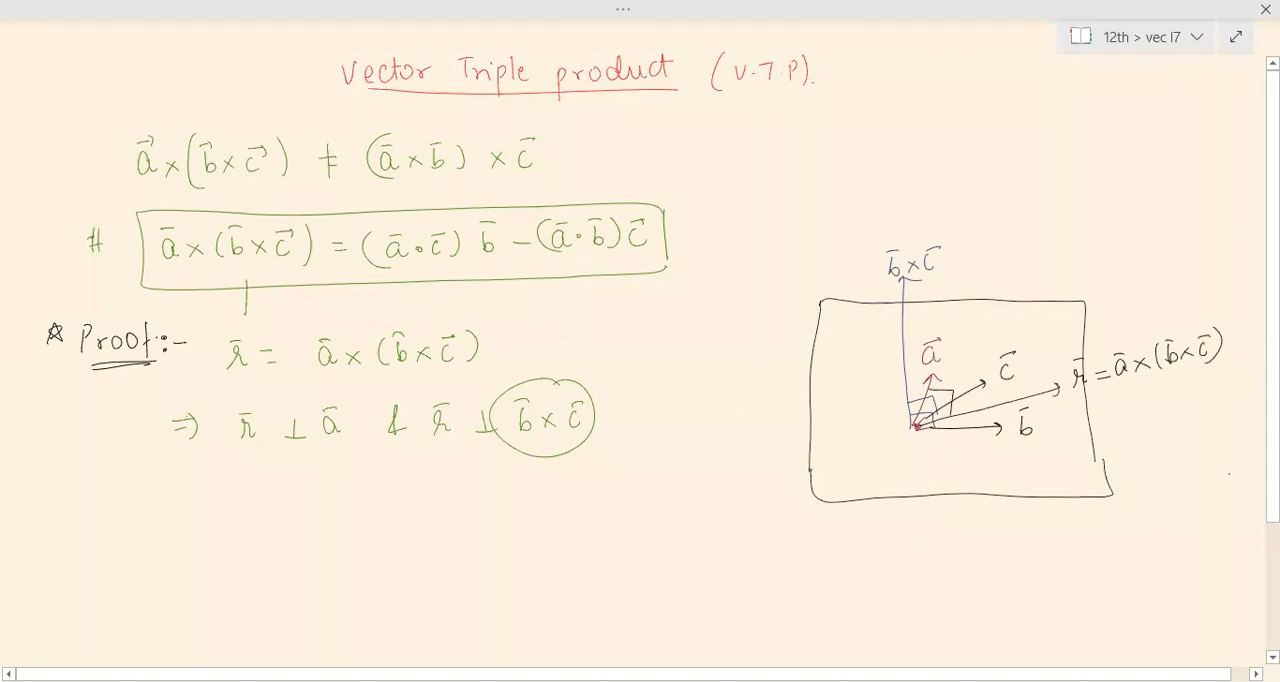 12th > vec l7
Vector Triple product (V.T.P).
a⃗ × (b̄ × c⃗) ≠ (ā × b̄) × c⃗
# ā × (b̄ × c⃗) = (ā • c̄) b̄ − (ā • b̄) c⃗
☆ Proof :- r̄ = ā × (b̄ × c⃗)
⇒ r̄ ⊥ ā & r̄ ⊥ b̄ × c̄
b̄ × c⃗
a⃗
c⃗
r̄ = ā × (b̄ × c⃗)
b̄